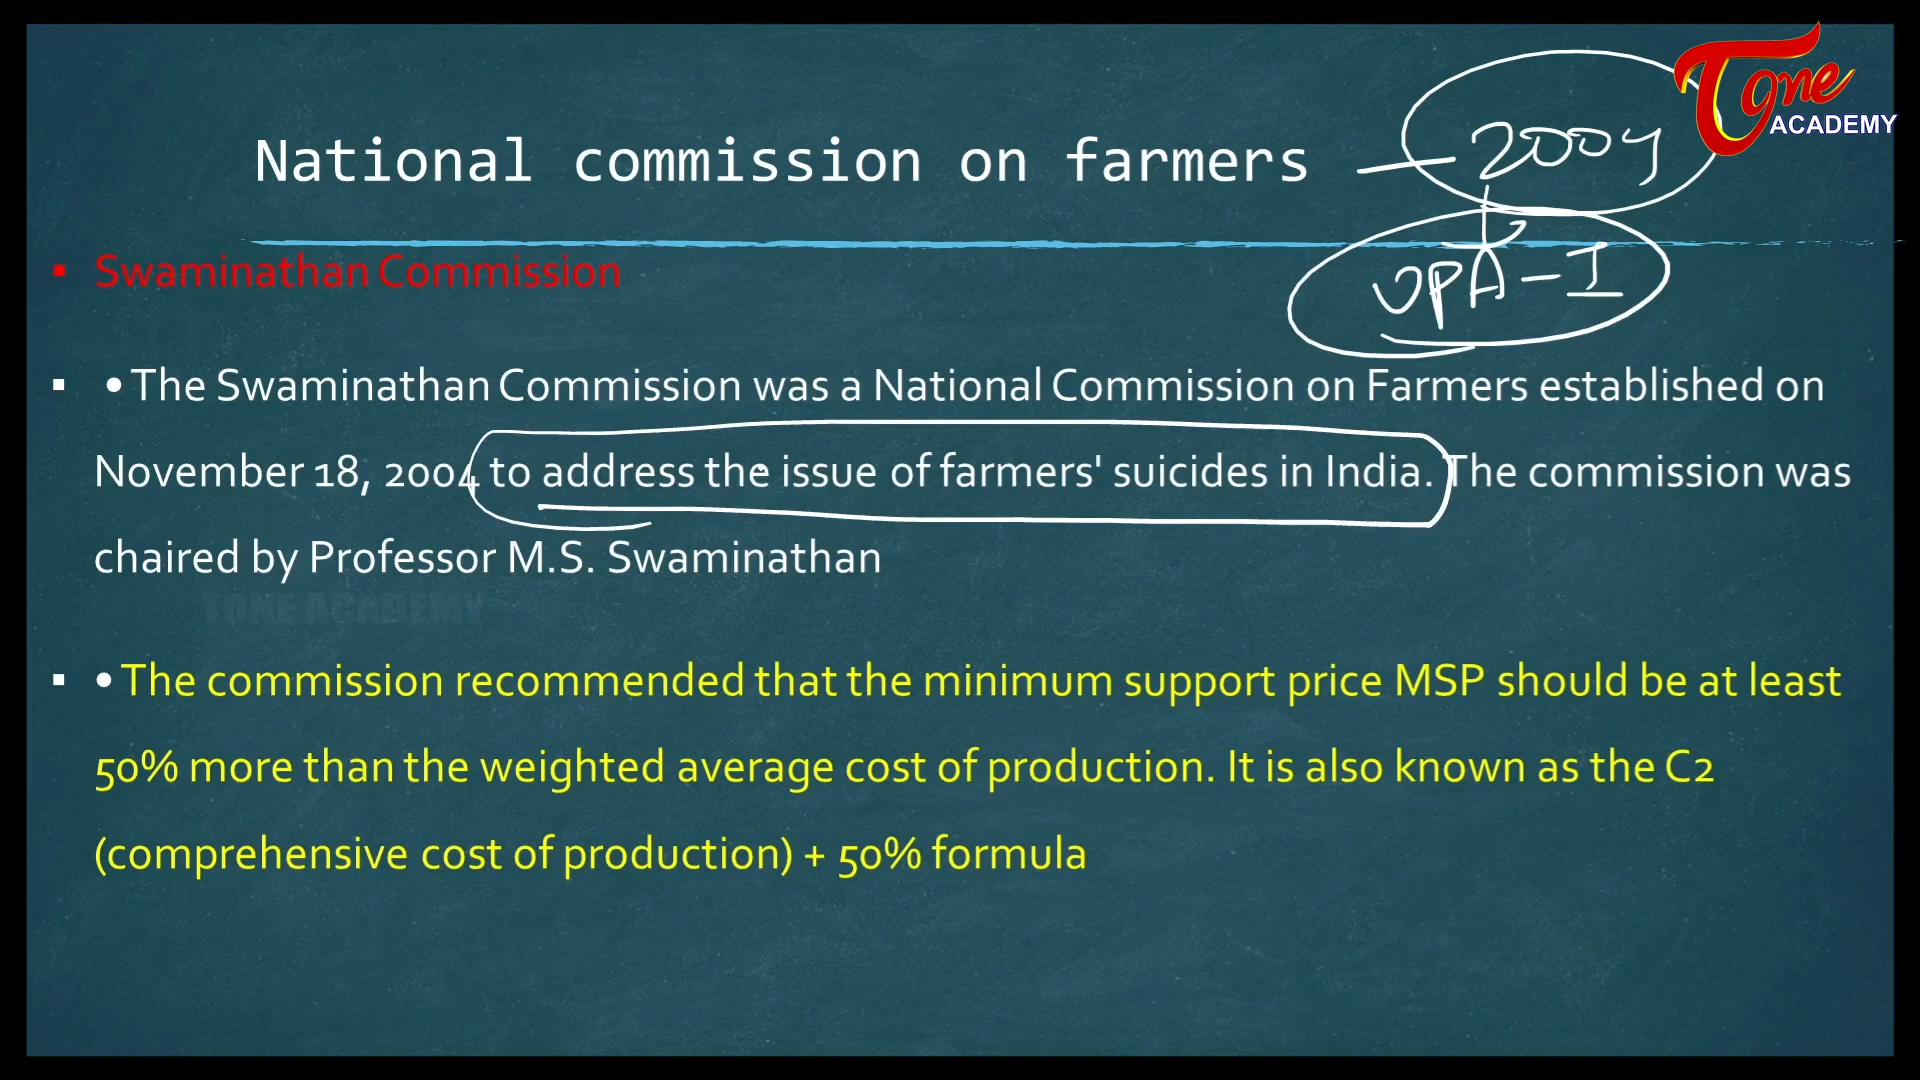 Tone
ACADEMY
National commission on farmers - 2004
UPA-I
▪ Swaminathan Commission
▪ • The Swaminathan Commission was a National Commission on Farmers established on
November 18, 2004 to address the issue of farmers' suicides in India. The commission was
chaired by Professor M.S. Swaminathan
TONE ACADEMY
▪ • The commission recommended that the minimum support price MSP should be at least
50% more than the weighted average cost of production. It is also known as the C2
(comprehensive cost of production) + 50% formula